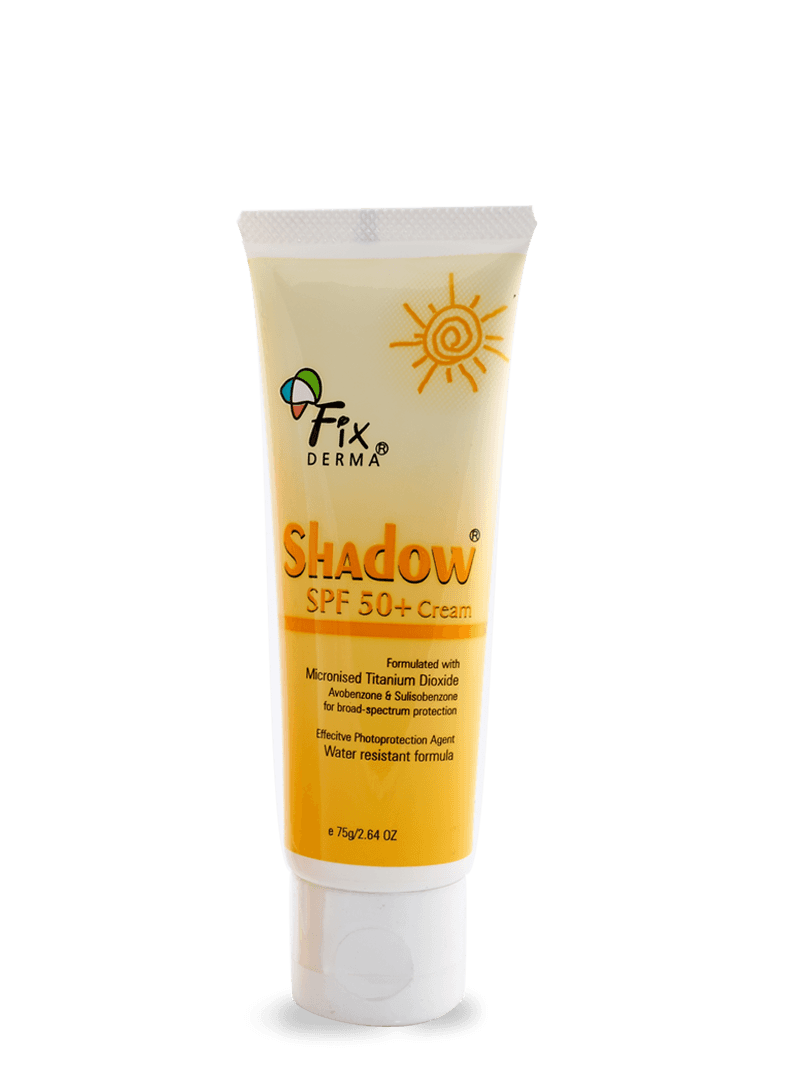 Fix
DERMA®
SHADOW®
SPF 50+ Cream
Formulated with
Micronised Titanium Dioxide
Avobenzone & Sulisobenzone
for broad-spectrum protection
Effecitve Photoprotection Agent
Water resistant formula
e 75g/2.64 OZ